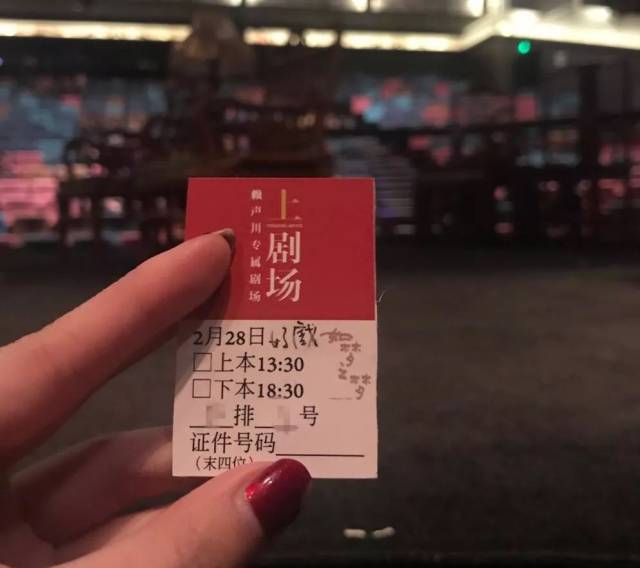 上剧场
赖声川专属剧场
2月28日 好戲
如梦之梦
□上本13:30
□下本18:30
排 号
证件号码
(末四位)